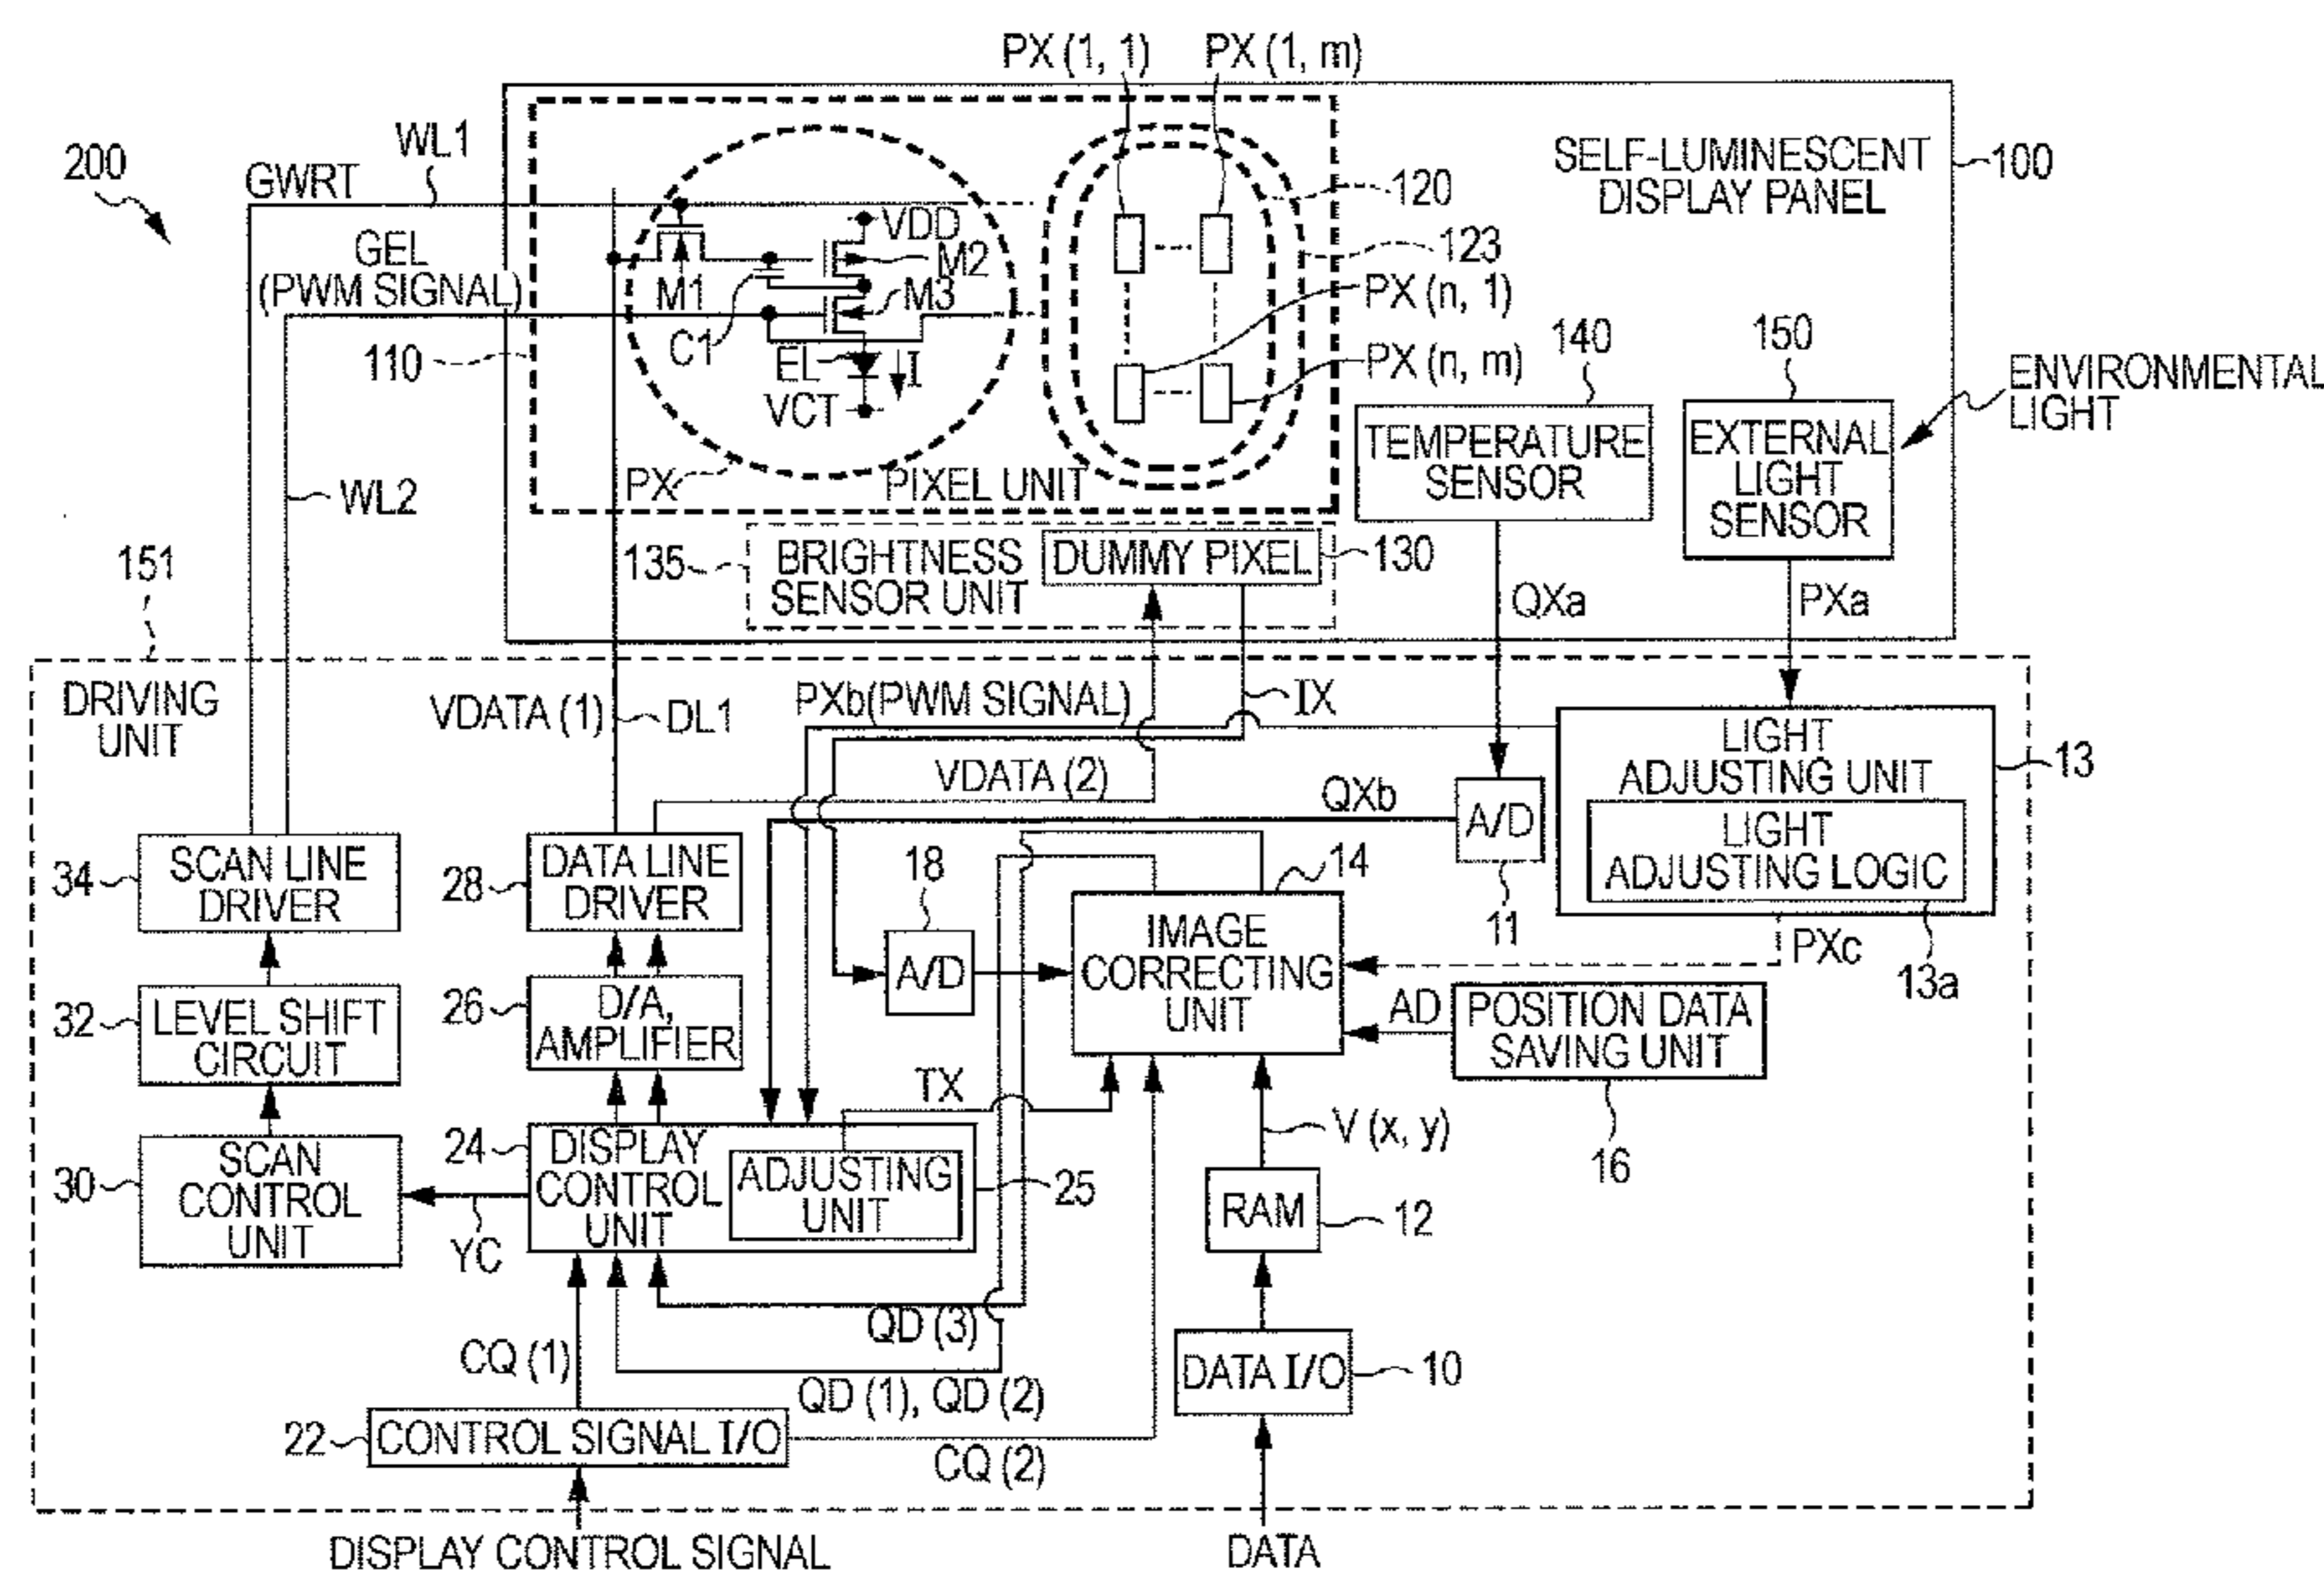 PX (1, 1)
PX (1, m)
200
WL1
GWRT
SELF-LUMINESCENT
DISPLAY PANEL
100
120
VDD
GEL
(PWM SIGNAL)
M2
123
M1
M3
PX (n, 1)
C1
140
150
110
EL
I
PX (n, m)
ENVIRONMENTAL
LIGHT
VCT
TEMPERATURE
SENSOR
EXTERNAL
LIGHT
SENSOR
WL2
PX
PIXEL UNIT
151
135
BRIGHTNESS
SENSOR UNIT
DUMMY PIXEL
130
QXa
PXa
DRIVING
UNIT
VDATA (1)
DL1
PXb(PWM SIGNAL)
IX
LIGHT
ADJUSTING UNIT
13
VDATA (2)
QXb
A/D
LIGHT
ADJUSTING LOGIC
34
SCAN LINE
DRIVER
28
DATA LINE
DRIVER
18
14
11
PXc
13a
A/D
IMAGE
CORRECTING
UNIT
32
LEVEL SHIFT
CIRCUIT
26
D/A,
AMPLIFIER
AD
POSITION DATA
SAVING UNIT
TX
V (x, y)
16
30
SCAN
CONTROL
UNIT
YC
24
DISPLAY
CONTROL
UNIT
ADJUSTING
UNIT
25
RAM
12
QD (3)
CQ (1)
QD (1), QD (2)
DATA I/O
10
22
CONTROL SIGNAL I/O
CQ (2)
DISPLAY CONTROL SIGNAL
DATA